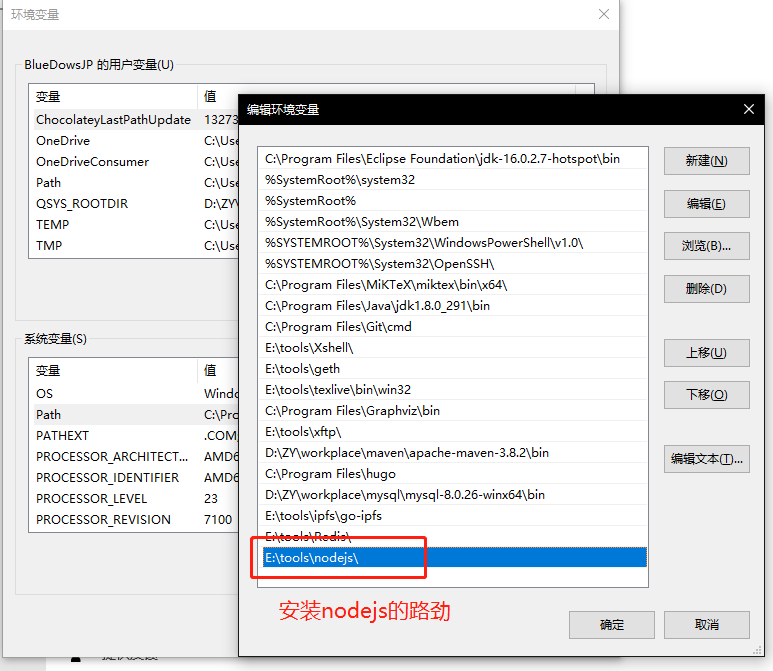 环境变量
BlueDowsJP 的用户变量(U)
变量 值
ChocolateyLastPathUpdate 13273
OneDrive C:\Use
OneDriveConsumer C:\Use
Path C:\Use
QSYS_ROOTDIR D:\ZY\
TEMP C:\Use
TMP C:\Use
系统变量(S)
变量 值
OS Windo
Path C:\Pro
PATHEXT .COM;
PROCESSOR_ARCHITECT... AMD6
PROCESSOR_IDENTIFIER AMD6
PROCESSOR_LEVEL 23
PROCESSOR_REVISION 7100
编辑环境变量
C:\Program Files\Eclipse Foundation\jdk-16.0.2.7-hotspot\bin
%SystemRoot%\system32
%SystemRoot%
%SystemRoot%\System32\Wbem
%SYSTEMROOT%\System32\WindowsPowerShell\v1.0\
%SYSTEMROOT%\System32\OpenSSH\
C:\Program Files\MiKTeX\miktex\bin\x64\
C:\Program Files\Java\jdk1.8.0_291\bin
C:\Program Files\Git\cmd
E:\tools\Xshell\
E:\tools\geth
E:\tools\texlive\bin\win32
C:\Program Files\Graphviz\bin
E:\tools\xftp\
D:\ZY\workplace\maven\apache-maven-3.8.2\bin
C:\Program Files\hugo
D:\ZY\workplace\mysql\mysql-8.0.26-winx64\bin
E:\tools\ipfs\go-ipfs
E:\tools\Redis\
E:\tools\nodejs\
新建(N)
编辑(E)
浏览(B)...
删除(D)
上移(U)
下移(O)
编辑文本(T)...
安装nodejs的路劲
确定
取消